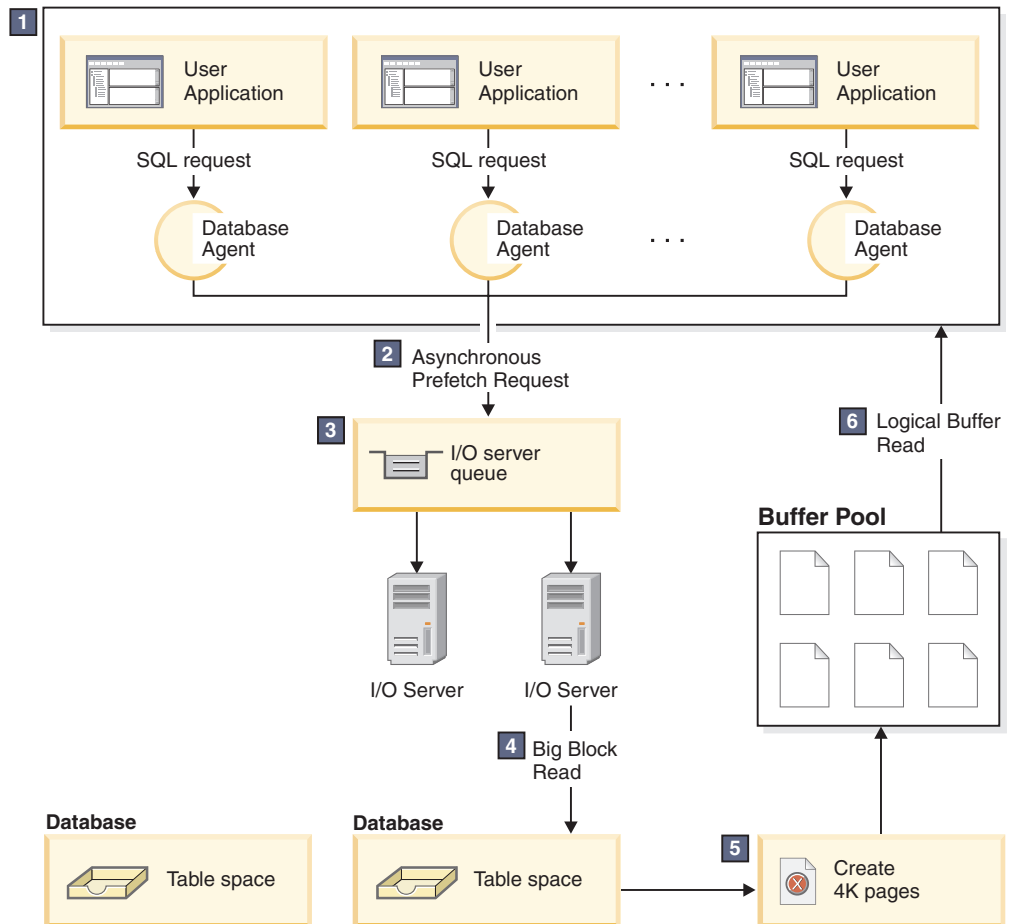 1
User
Application
User
Application
. . .
User
Application
SQL request
SQL request
SQL request
Database
Agent
Database
Agent
. . .
Database
Agent
2
Asynchronous
Prefetch Request
3
I/O server
queue
6
Logical Buffer
Read
Buffer Pool
I/O Server
I/O Server
4
Big Block
Read
Database
Table space
Database
Table space
5
Create
4K pages